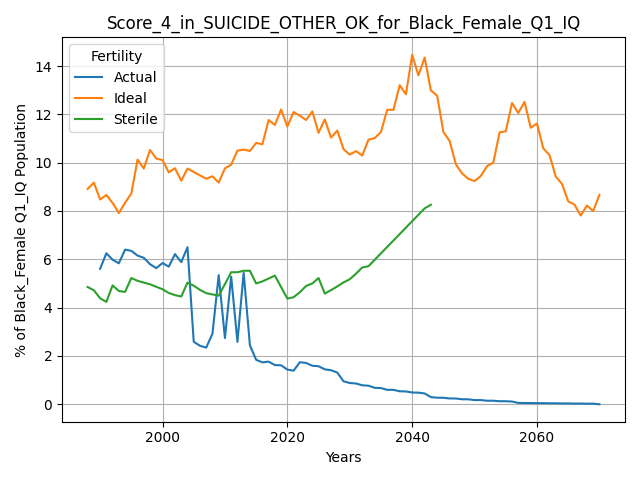 Score_4_in_SUICIDE_OTHER_OK_for_Black_Female_Q1_IQ
Fertility
Actual
Ideal
Sterile
% of Black_Female Q1_IQ Population
14
12
10
8
6
4
2
0
2000
2020
2040
2060
Years